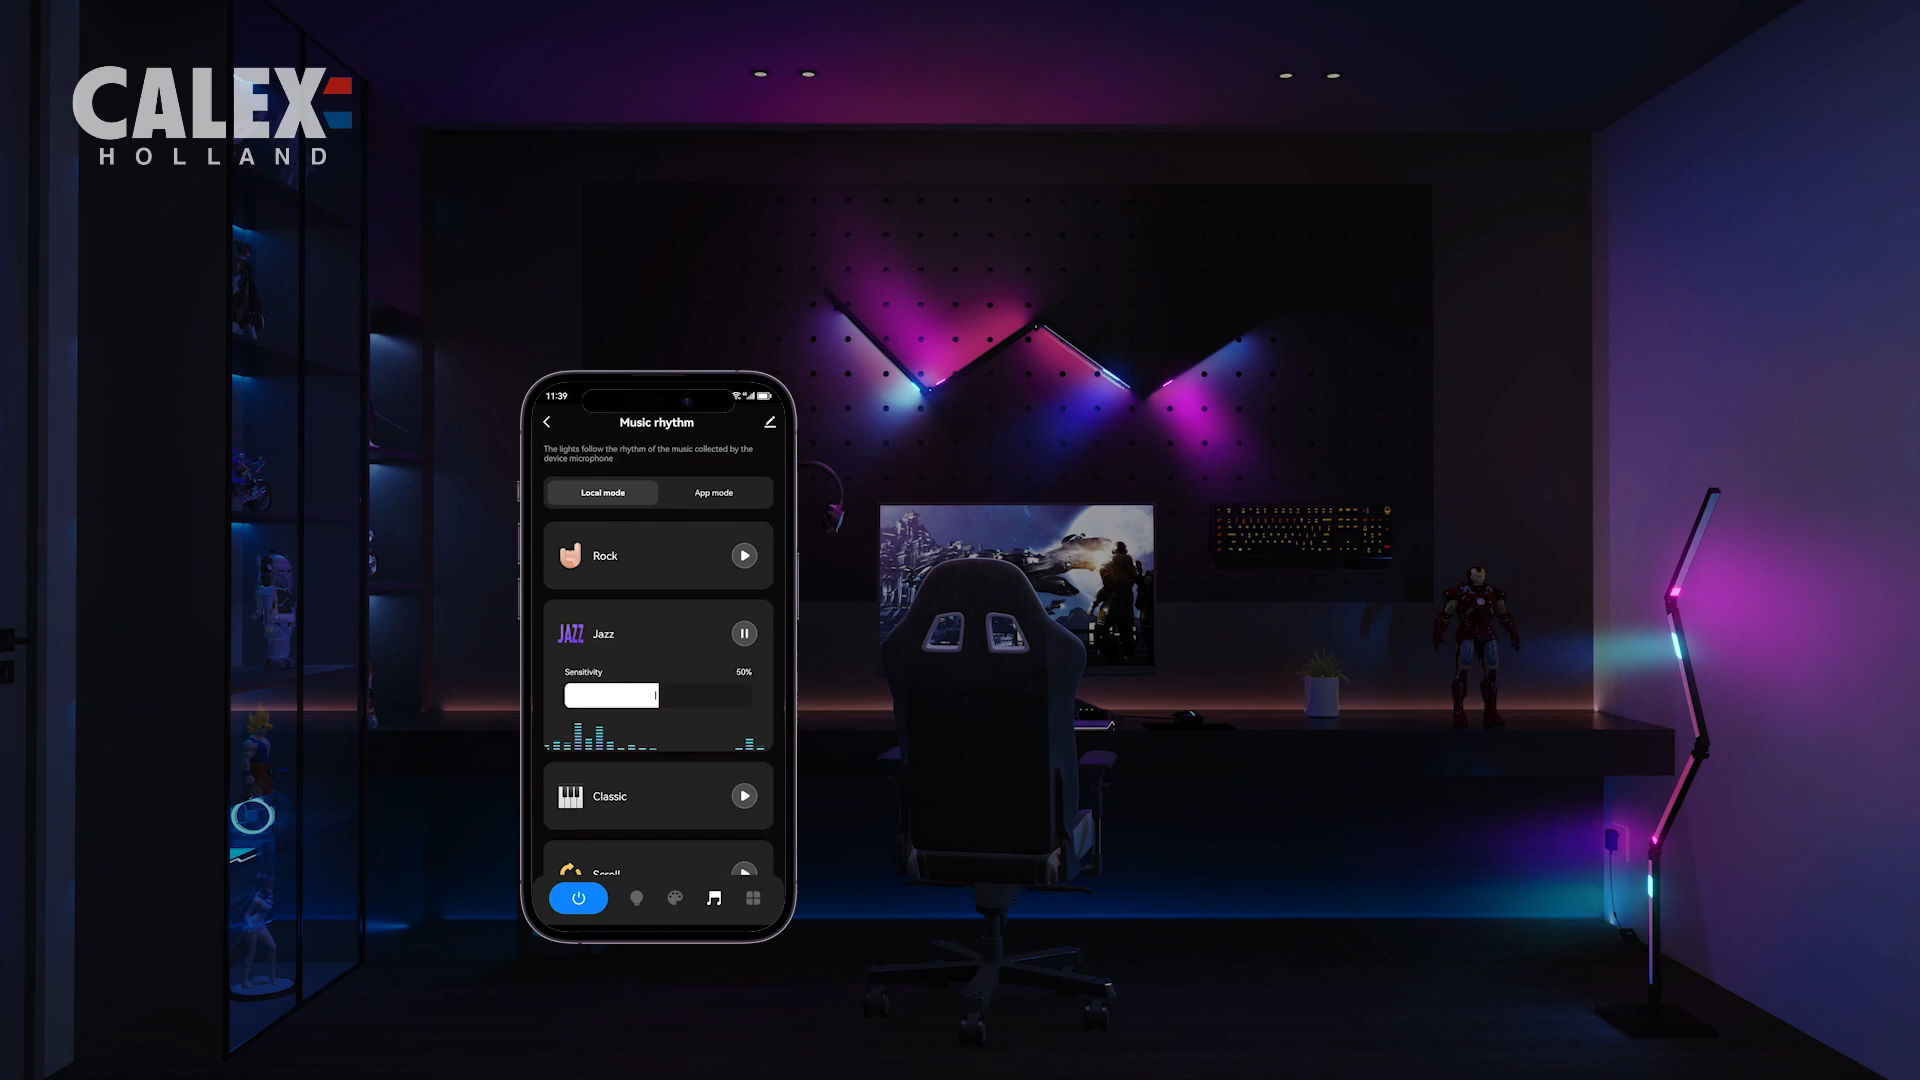 CALEX
HOLLAND
11:39
Music rhythm
The lights follow the rhythm of the music collected by the
device microphone
Local mode
App mode
Rock
JAZZ
Jazz
Sensitivity
50%
Classic
Scroll